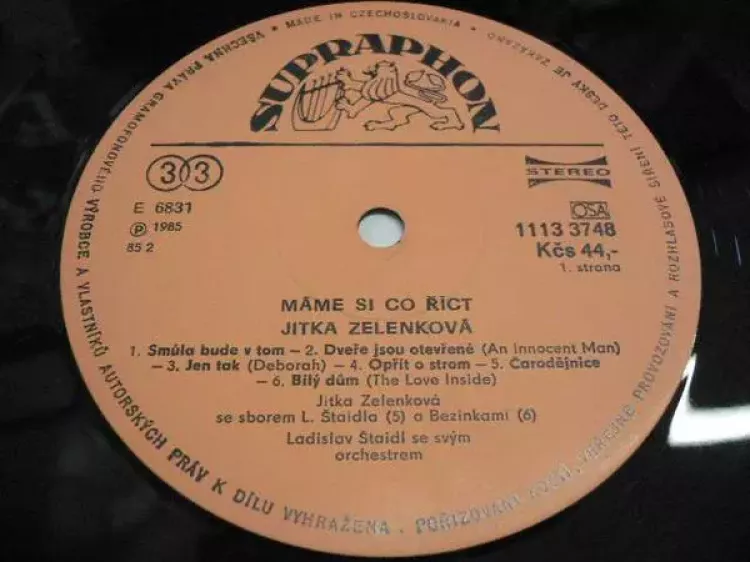 • MADE IN CZECHOSLOVAKIA •
VŠECHNA PRÁVA GRAMOFONOVÉHO VÝROBCE A VLASTNÍKŮ AUTORSKÝCH PRÁV K DÍLU VYHRAŽENA • POŘIZOVÁNÍ VEŘEJNÉ PROVOZOVÁNÍ A ROZHLASOVÉ ŠÍŘENÍ TÉTO DESKY JE ZAKÁZÁNO
SUPRAPHON
33
STEREO
E 6831
Ⓟ 1985
85 2
OSA
1113 3748
Kčs 44,-
1. strana
MÁME SI CO ŘÍCT
JITKA ZELENKOVÁ
1. Smůla bude v tom – 2. Dveře jsou otevřené (An Innocent Man)
– 3. Jen tak (Deborah) – 4. Opřít o strom – 5. Čarodějnice
– 6. Bílý dům (The Love Inside)
Jitka Zelenková
se sborem L. Štaidla (5) a Bezinkami (6)
Ladislav Štaidl se svým
orchestrem